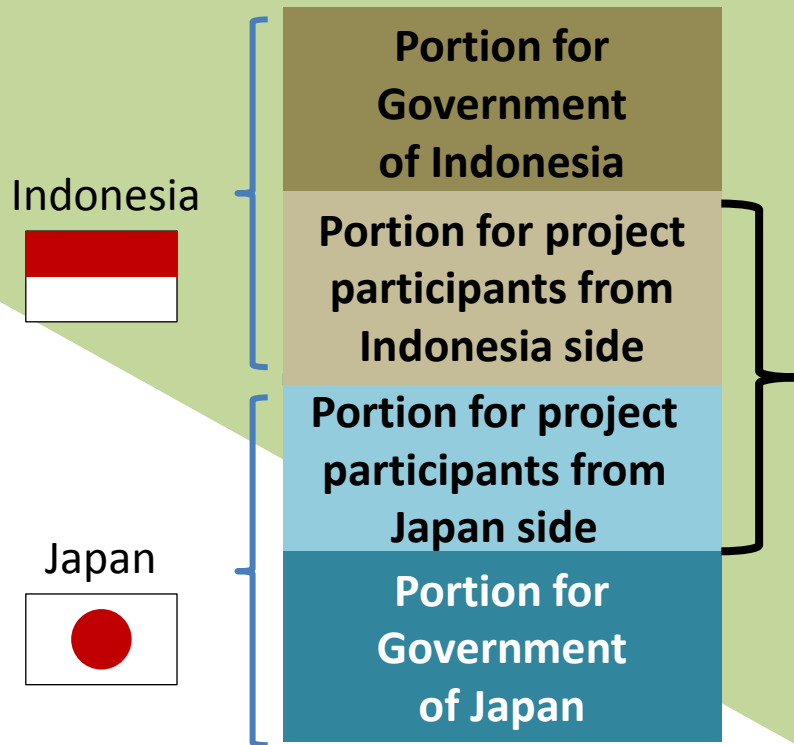 Portion for
Government
of Indonesia
Indonesia
Portion for project
participants from
Indonesia side
Portion for project
participants from
Japan side
Japan
Portion for
Government
of Japan